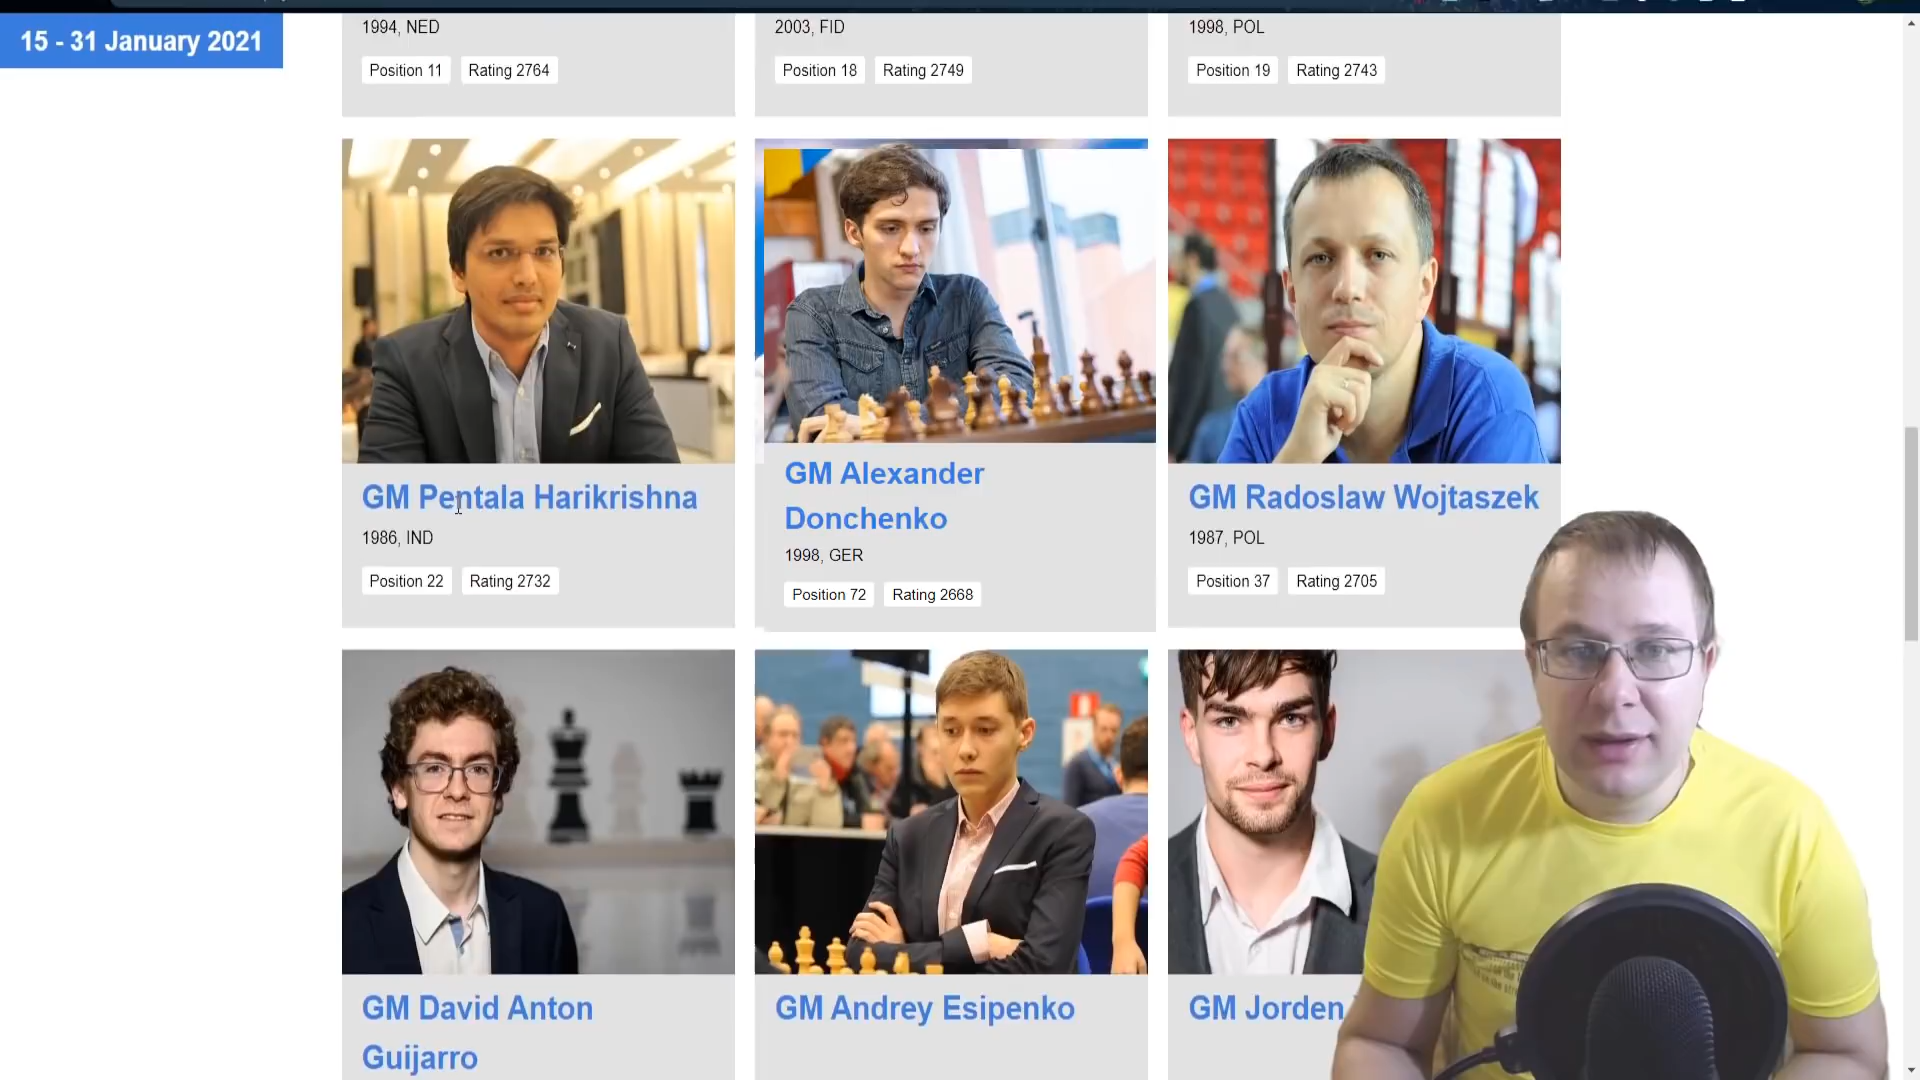 15 - 31 January 2021
1994, NED
Position 11 Rating 2764
2003, FID
Position 18 Rating 2749
1998, POL
Position 19 Rating 2743
GM Pentala Harikrishna
1986, IND
Position 22 Rating 2732
GM Alexander
Donchenko
1998, GER
Position 72 Rating 2668
GM Radoslaw Wojtaszek
1987, POL
Position 37 Rating 2705
GM David Anton
Guijarro
GM Andrey Esipenko
GM Jorden